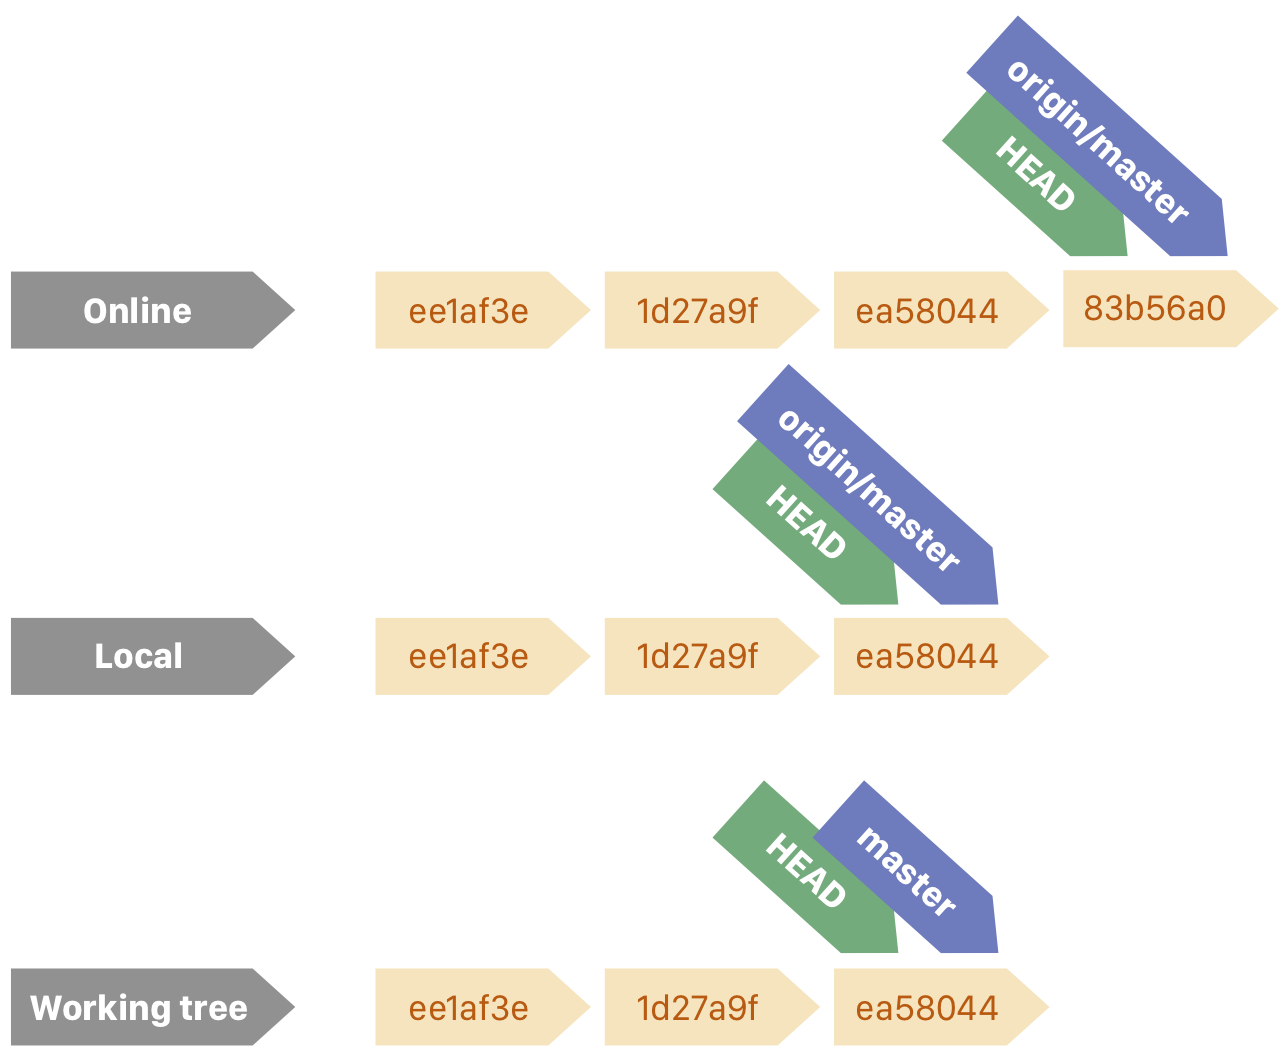 origin/master
HEAD
Online
ee1af3e
1d27a9f
ea58044
83b56a0
origin/master
HEAD
Local
ee1af3e
1d27a9f
ea58044
HEAD
master
Working tree
ee1af3e
1d27a9f
ea58044